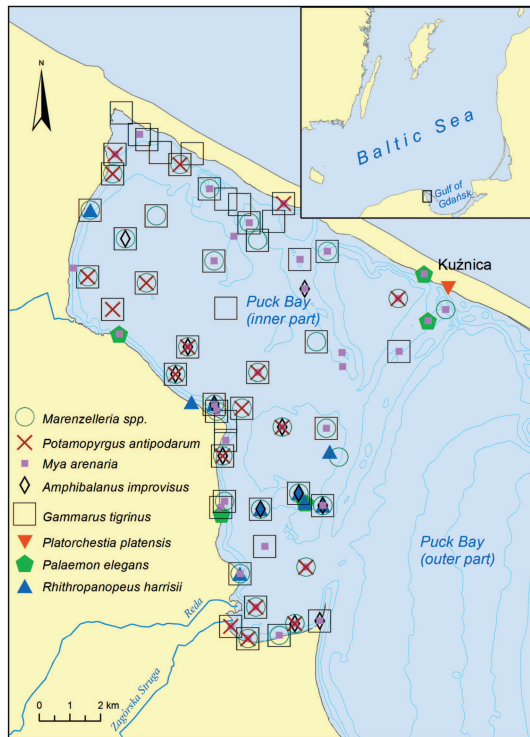 N
Baltic Sea
Gulf of
Gdańsk
Kuźnica
Puck Bay
(inner part)
Marenzelleria spp.
Potamopyrgus antipodarum
Mya arenaria
Amphibalanus improvisus
Gammarus tigrinus
Platorchestia platensis
Palaemon elegans
Rhithropanopeus harrisii
Puck Bay
(outer part)
Reda
Zagórska Struga
0 1 2 km